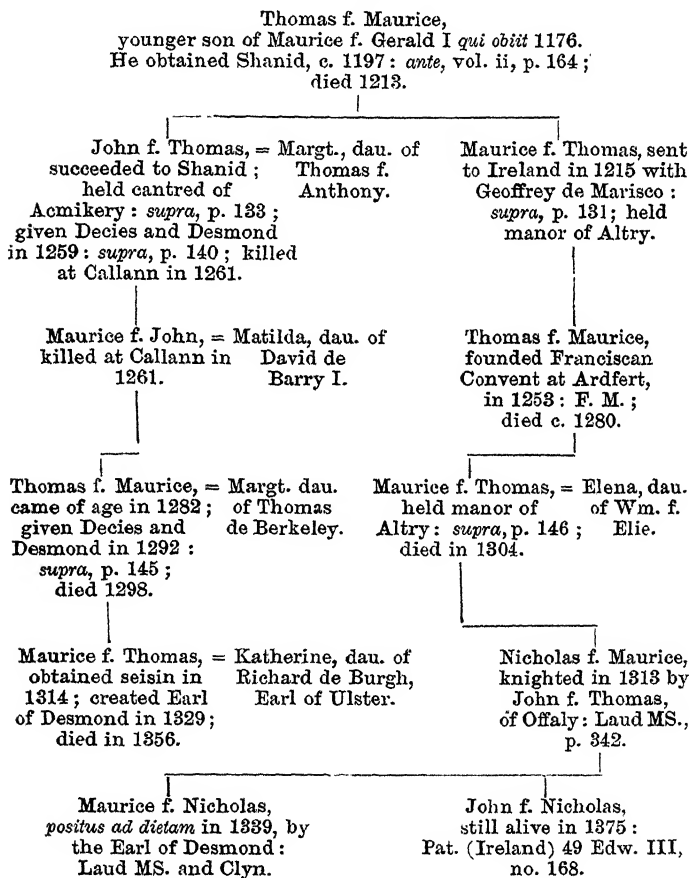 Thomas f. Maurice,
younger son of Maurice f. Gerald I qui obiit 1176.
He obtained Shanid, c. 1197 : ante, vol. ii, p. 164 ;
died 1213.
John f. Thomas, = Margt., dau. of
succeeded to Shanid ; Thomas f.
held cantred of Anthony.
Acmikery : supra, p. 133 ;
given Decies and Desmond
in 1259 : supra, p. 140 ; killed
at Callann in 1261.
Maurice f. Thomas, sent
to Ireland in 1215 with
Geoffrey de Marisco :
supra, p. 131 ; held
manor of Altry.
Maurice f. John, = Matilda, dau. of
killed at Callann in David de
1261. Barry I.
Thomas f. Maurice,
founded Franciscan
Convent at Ardfert,
in 1253 : F. M. ;
died c. 1280.
Thomas f. Maurice, = Margt. dau.
came of age in 1282 ; of Thomas
given Decies and de Berkeley.
Desmond in 1292 :
supra, p. 145 ;
died 1298.
Maurice f. Thomas, = Elena, dau.
held manor of of Wm. f.
Altry : supra, p. 146 ; Elie.
died in 1304.
Maurice f. Thomas, = Katherine, dau. of
obtained seisin in Richard de Burgh,
1314 ; created Earl Earl of Ulster.
of Desmond in 1329 ;
died in 1356.
Nicholas f. Maurice,
knighted in 1313 by
John f. Thomas,
of Offaly : Laud MS.,
p. 342.
Maurice f. Nicholas,
positus ad dietam in 1339, by
the Earl of Desmond :
Laud MS. and Clyn.
John f. Nicholas,
still alive in 1375 :
Pat. (Ireland) 49 Edw. III,
no. 168.